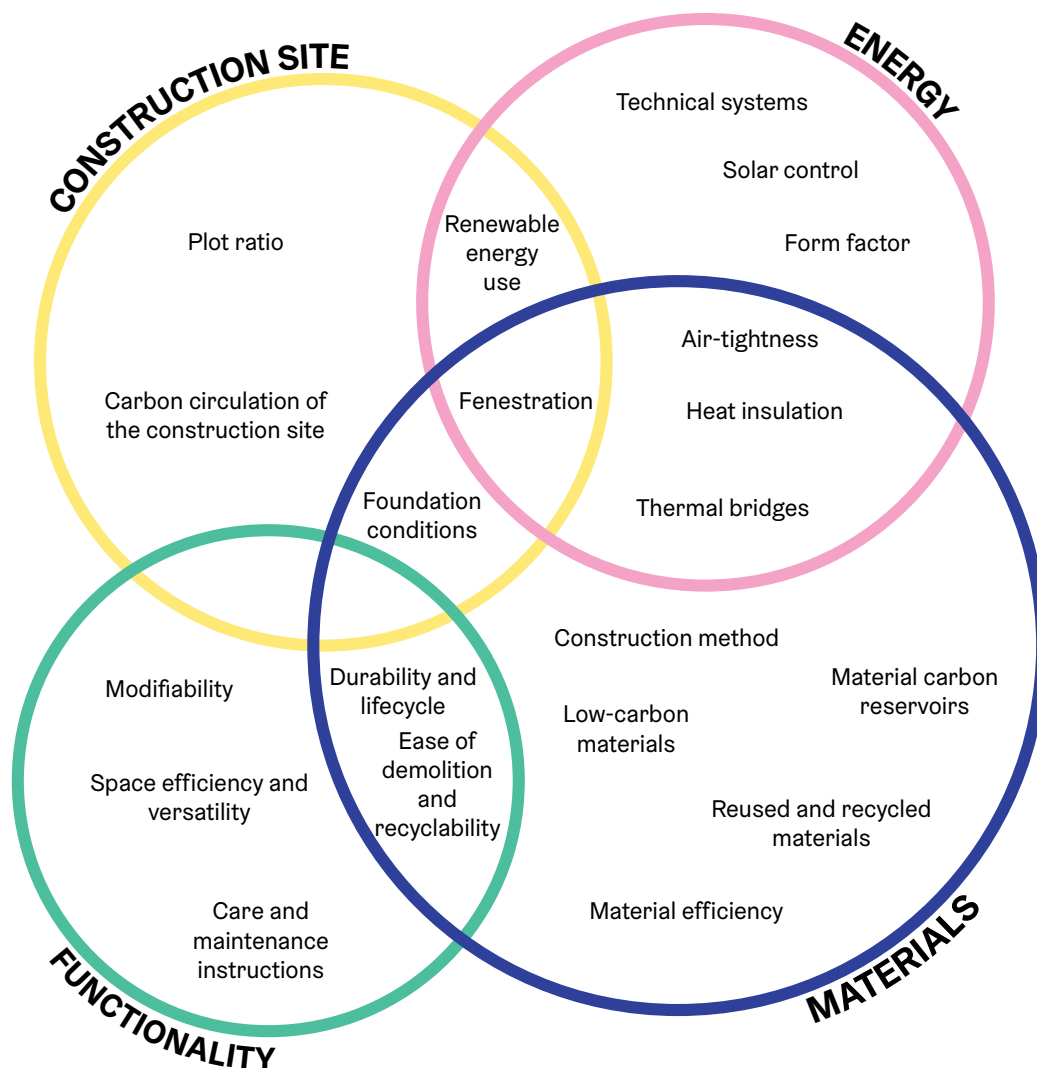 CONSTRUCTION SITE
ENERGY
Technical systems
Solar control
Form factor
Renewable
energy
use
Plot ratio
Air-tightness
Carbon circulation of
the construction site
Fenestration
Heat insulation
Foundation
conditions
Thermal bridges
Construction method
Modifiability
Durability and
lifecycle
Material carbon
reservoirs
Low-carbon
materials
Ease of
demolition
and
recyclability
Space efficiency and
versatility
Reused and recycled
materials
Care and
maintenance
instructions
Material efficiency
FUNCTIONALITY
MATERIALS